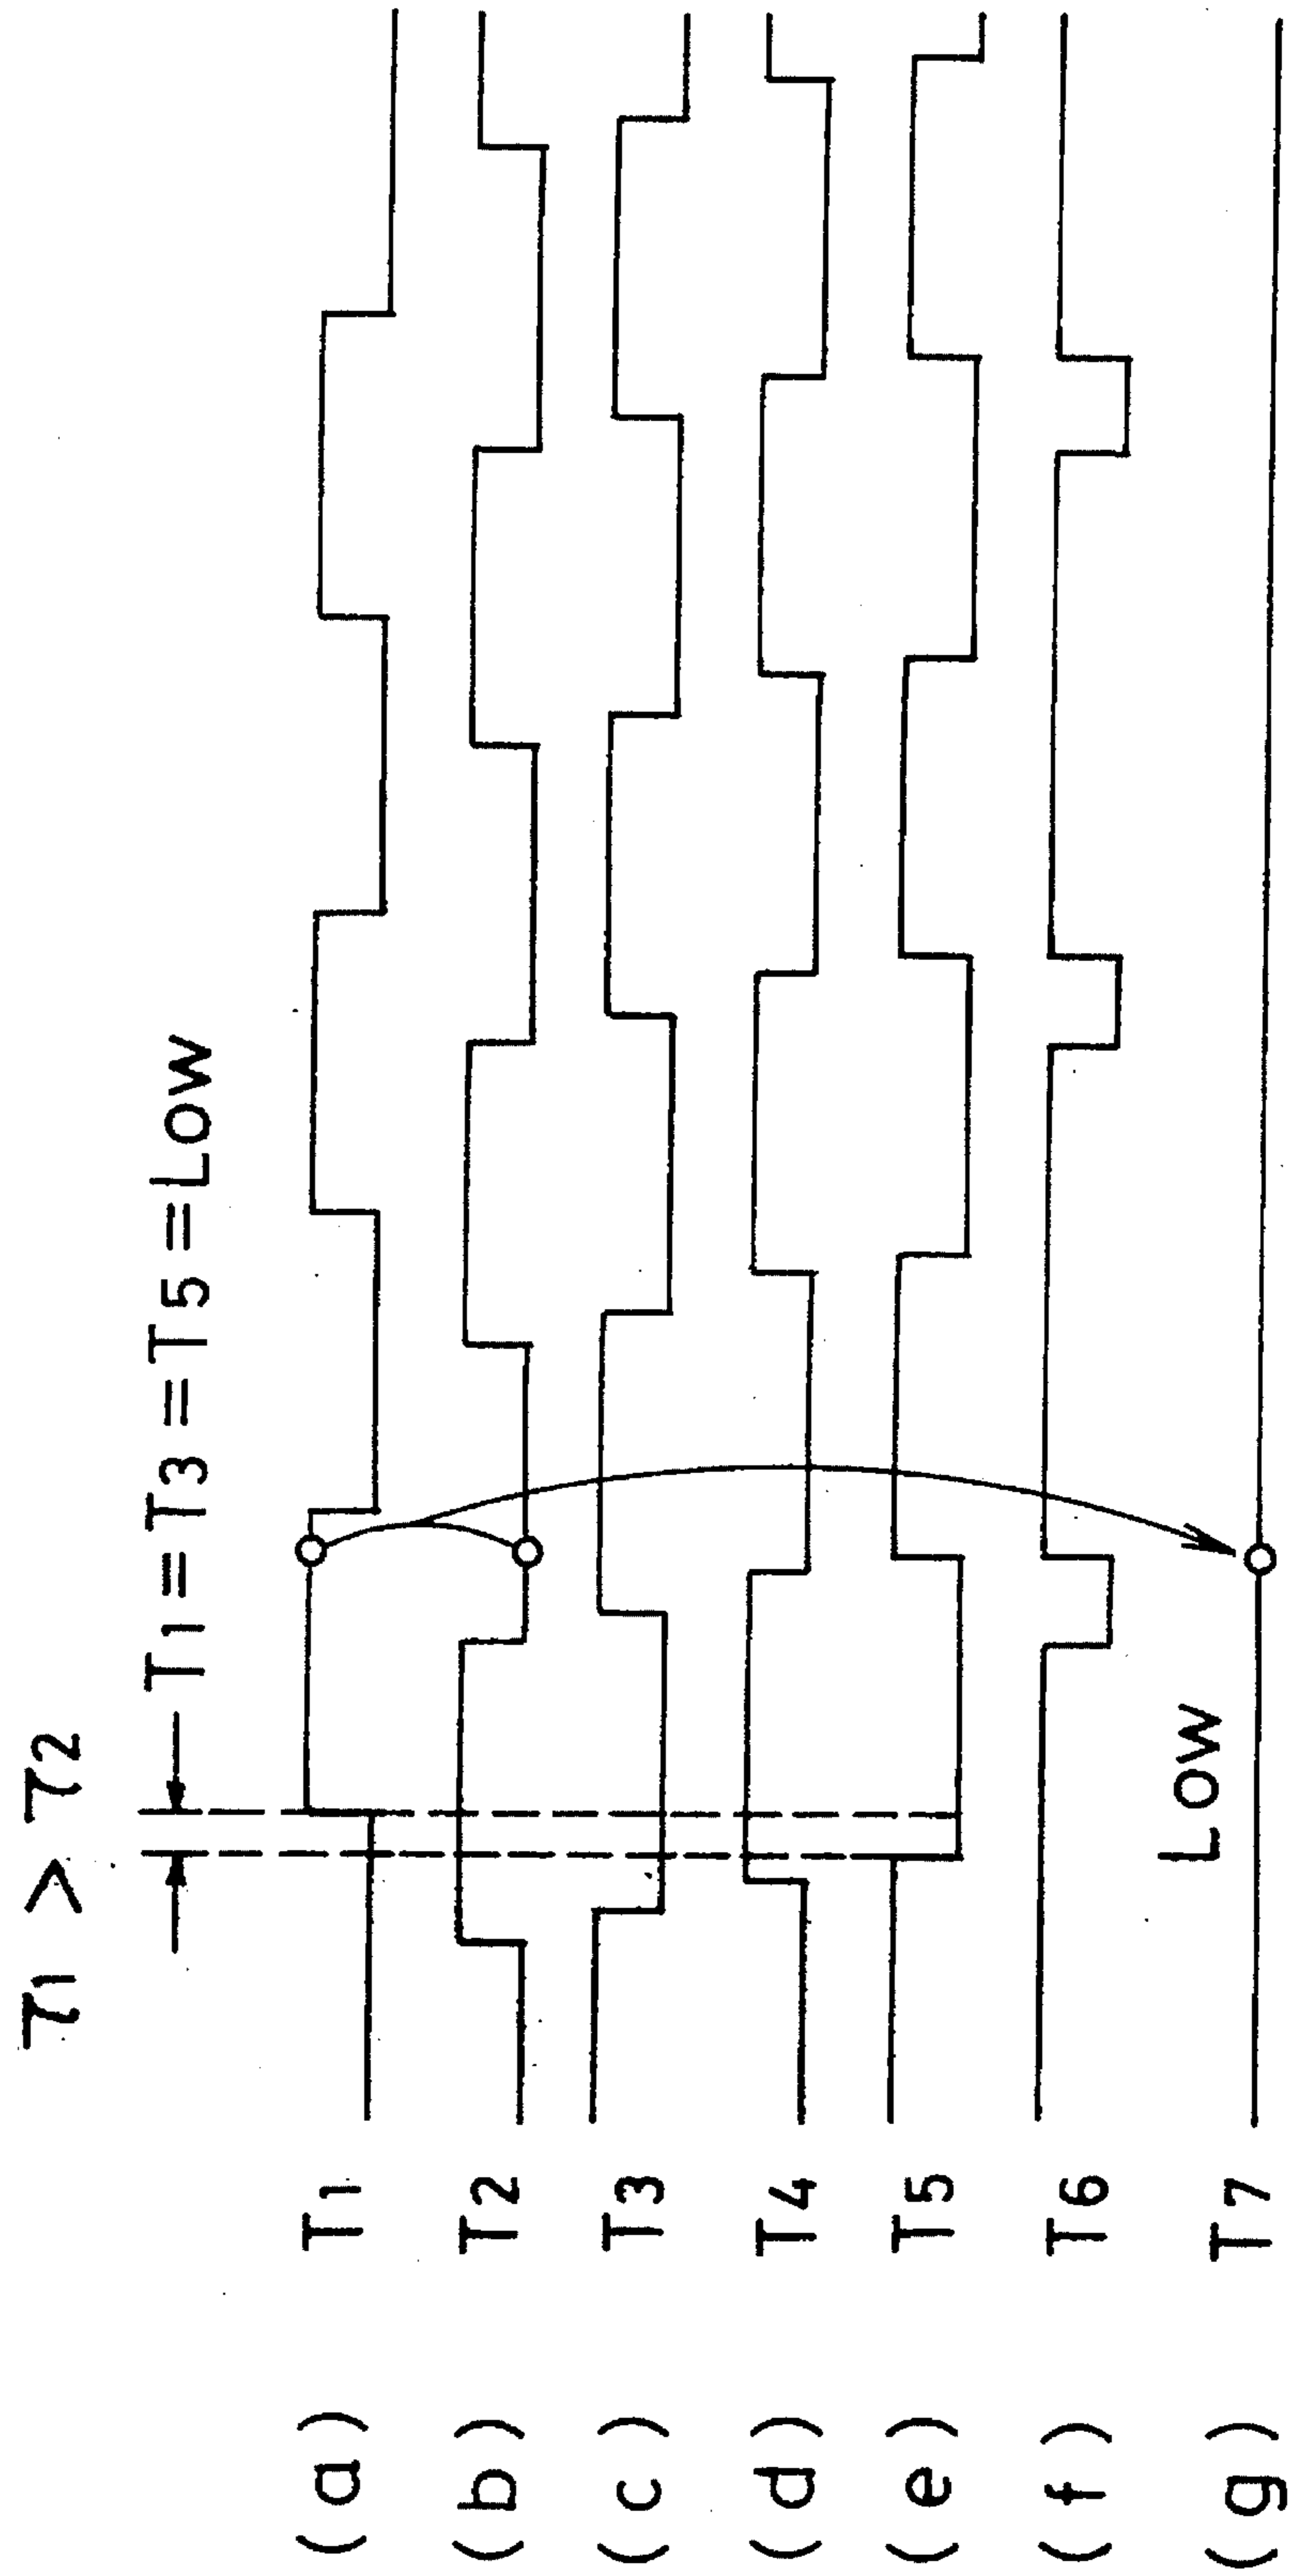 τ1 > τ2
T1 = T3 = T5 = LOW
(a) T1
(b) T2
(c) T3
(d) T4
(e) T5
(f) T6
(g) T7
LOW